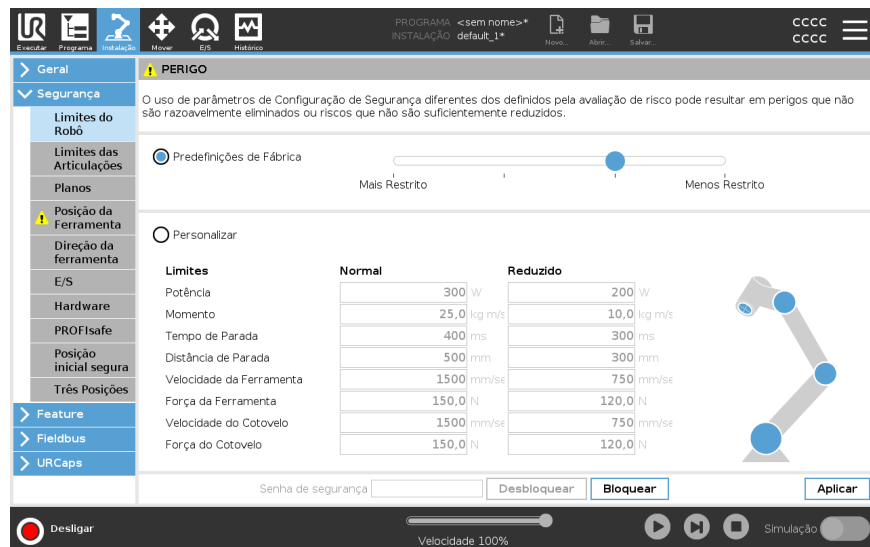 PROGRAMA <sem nome>*
INSTALAÇÃO default_1*
Executar Programa Instalação Mover E/S Histórico Novo... Abrir... Salvar...
cccc
cccc
Geral
Segurança
Limites do
Robô
Limites das
Articulações
Planos
Posição da
Ferramenta
Direção da
ferramenta
E/S
Hardware
PROFIsafe
Posição
inicial segura
Três Posições
Feature
Fieldbus
URCaps
PERIGO
O uso de parâmetros de Configuração de Segurança diferentes dos definidos pela avaliação de risco pode resultar em perigos que não
são razoavelmente eliminados ou riscos que não são suficientemente reduzidos.
Predefinições de Fábrica
Mais Restrito Menos Restrito
Personalizar
Limites Normal Reduzido
Potência 300 W 200 W
Momento 25,0 kg m/s 10,0 kg m/s
Tempo de Parada 400 ms 300 ms
Distância de Parada 500 mm 300 mm
Velocidade da Ferramenta 1500 mm/se 750 mm/se
Força da Ferramenta 150,0 N 120,0 N
Velocidade do Cotovelo 1500 mm/se 750 mm/se
Força do Cotovelo 150,0 N 120,0 N
Senha de segurança Desbloquear Bloquear Aplicar
Desligar
Velocidade 100%
Simulação